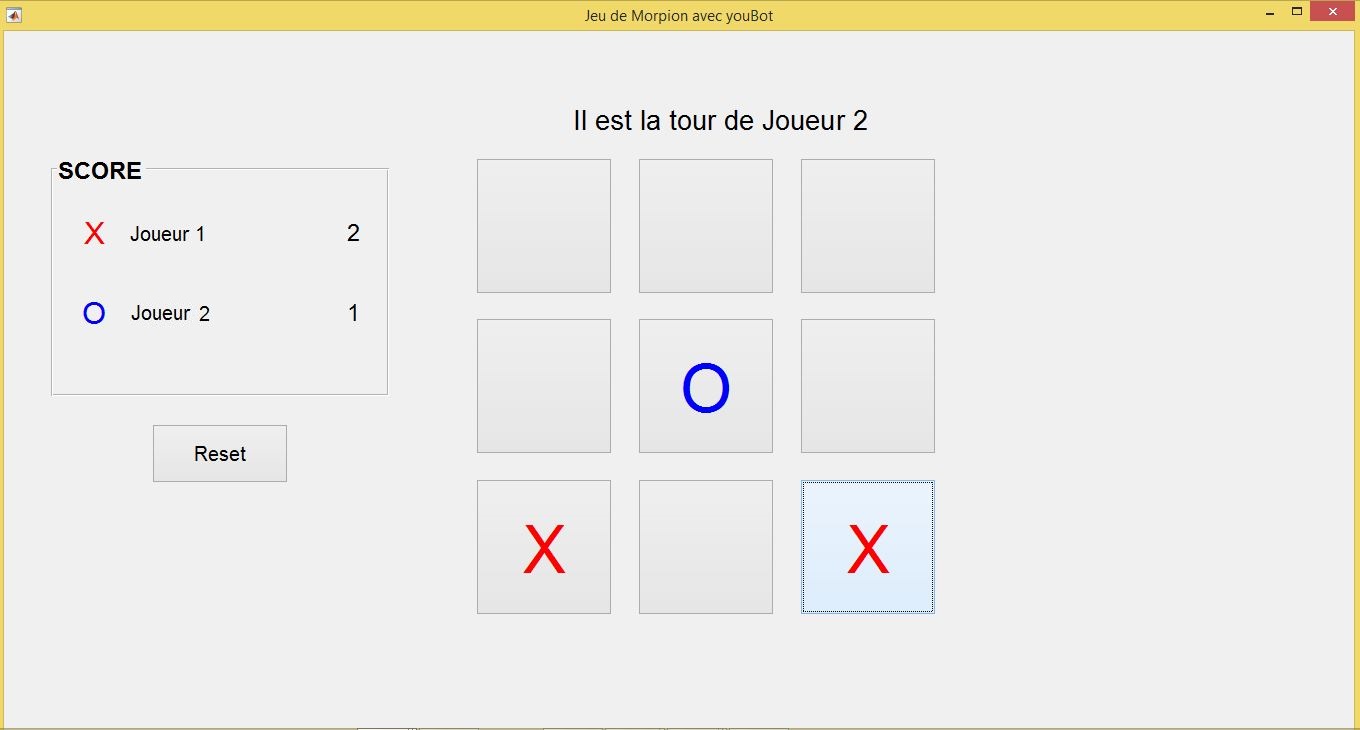 Jeu de Morpion avec youBot
Il est la tour de Joueur 2
SCORE
X Joueur 1 2
O Joueur 2 1
Reset
O
X X